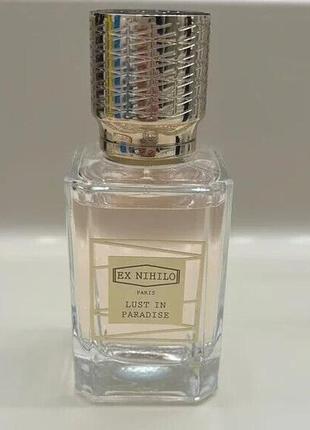 EX NIHILO
PARIS
LUST IN
PARADISE